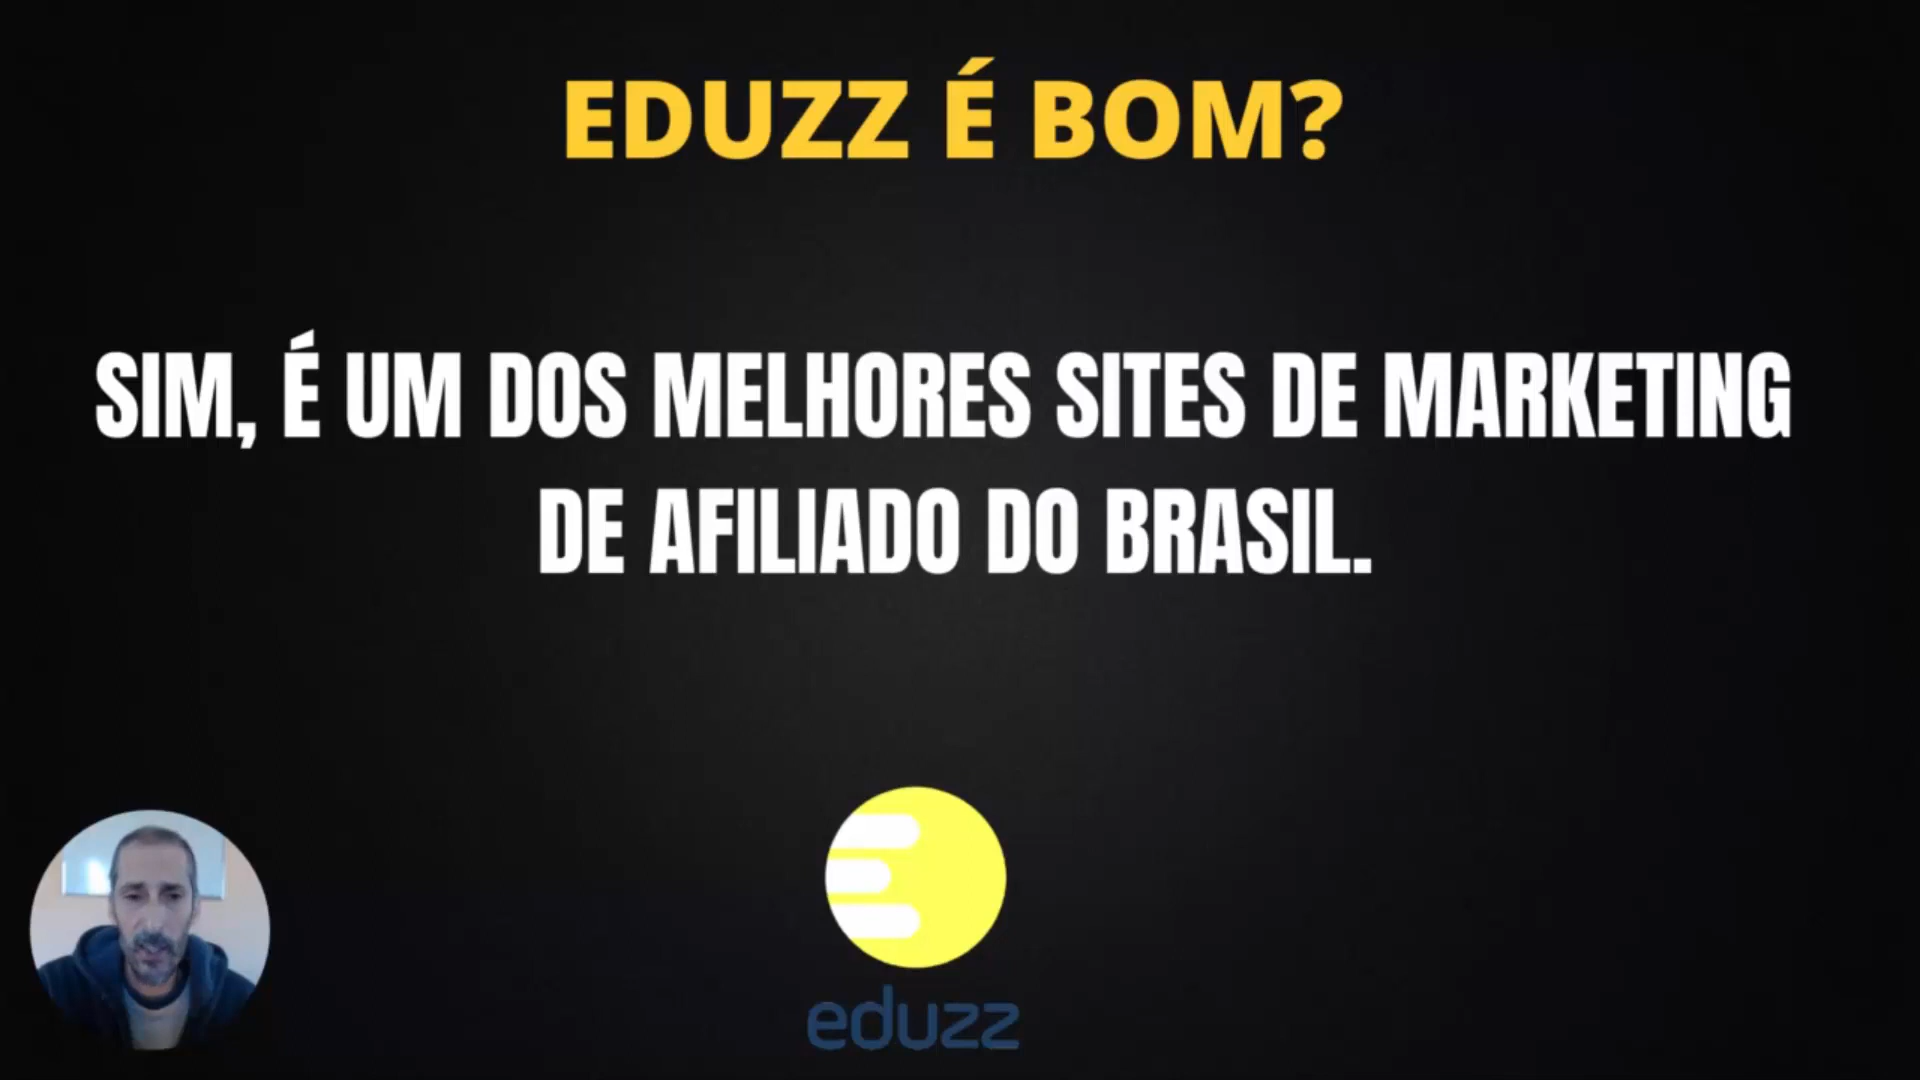 EDUZZ É BOM?
SIM, É UM DOS MELHORES SITES DE MARKETING
DE AFILIADO DO BRASIL.
eduzz